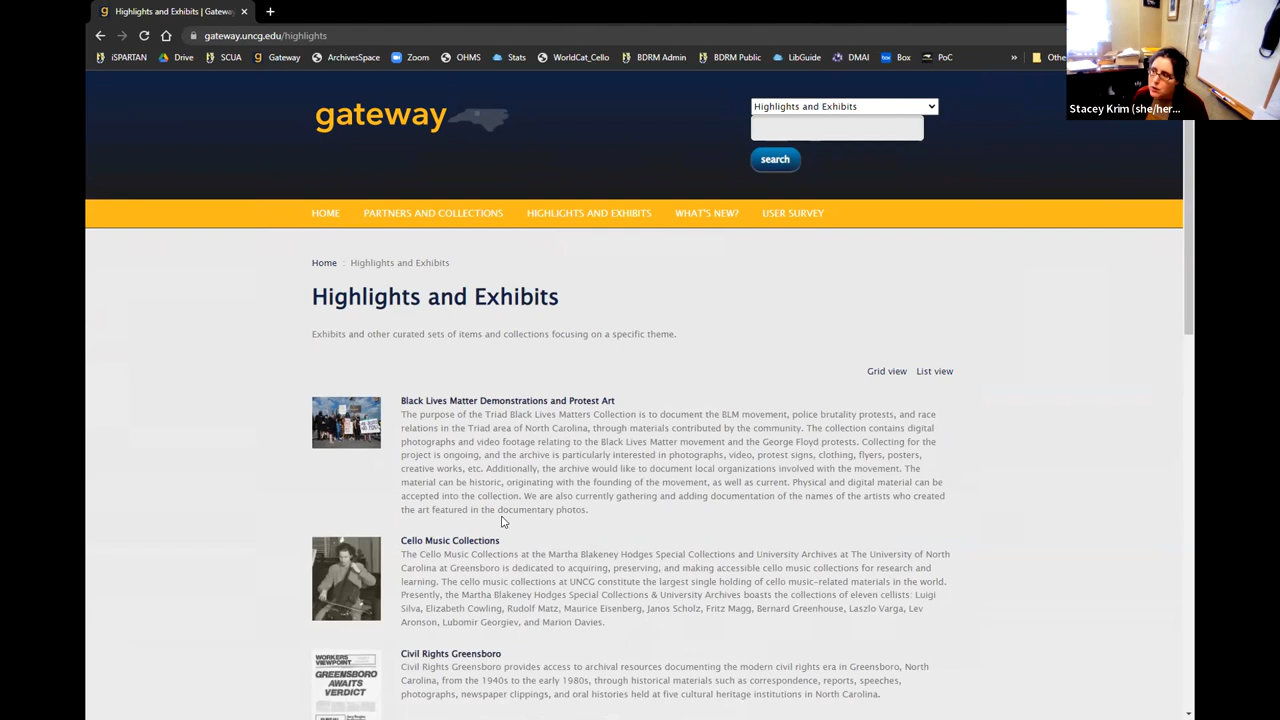 Highlights and Exhibits | Gatewa
gateway.uncg.edu/highlights
iSPARTAN Drive SCUA Gateway ArchivesSpace Zoom OHMS Stats WorldCat_Cello BDRM Admin BDRM Public LibGuide DMAI Box PoC » Othe
Stacey Krim (she/her...
gateway
Highlights and Exhibits
search
HOME PARTNERS AND COLLECTIONS HIGHLIGHTS AND EXHIBITS WHAT'S NEW? USER SURVEY
Home : Highlights and Exhibits
Highlights and Exhibits
Exhibits and other curated sets of items and collections focusing on a specific theme.
Grid view List view
Black Lives Matter Demonstrations and Protest Art
The purpose of the Triad Black Lives Matters Collection is to document the BLM movement, police brutality protests, and race
relations in the Triad area of North Carolina, through materials contributed by the community. The collection contains digital
photographs and video footage relating to the Black Lives Matter movement and the George Floyd protests. Collecting for the
project is ongoing, and the archive is particularly interested in photographs, video, protest signs, clothing, flyers, posters,
creative works, etc. Additionally, the archive would like to document local organizations involved with the movement. The
material can be historic, originating with the founding of the movement, as well as current. Physical and digital material can be
accepted into the collection. We are also currently gathering and adding documentation of the names of the artists who created
the art featured in the documentary photos.
Cello Music Collections
The Cello Music Collections at the Martha Blakeney Hodges Special Collections and University Archives at The University of North
Carolina at Greensboro is dedicated to acquiring, preserving, and making accessible cello music collections for research and
learning. The cello music collections at UNCG constitute the largest single holding of cello music-related materials in the world.
Presently, the Martha Blakeney Hodges Special Collections & University Archives boasts the collections of eleven cellists: Luigi
Silva, Elizabeth Cowling, Rudolf Matz, Maurice Eisenberg, Janos Scholz, Fritz Magg, Bernard Greenhouse, Laszlo Varga, Lev
Aronson, Lubomir Georgiev, and Marion Davies.
WORKERS
VIEWPOINT
GREENSBORO
AWAITS
VERDICT
Civil Rights Greensboro
Civil Rights Greensboro provides access to archival resources documenting the modern civil rights era in Greensboro, North
Carolina, from the 1940s to the early 1980s, through historical materials such as correspondence, reports, speeches,
photographs, newspaper clippings, and oral histories held at five cultural heritage institutions in North Carolina.